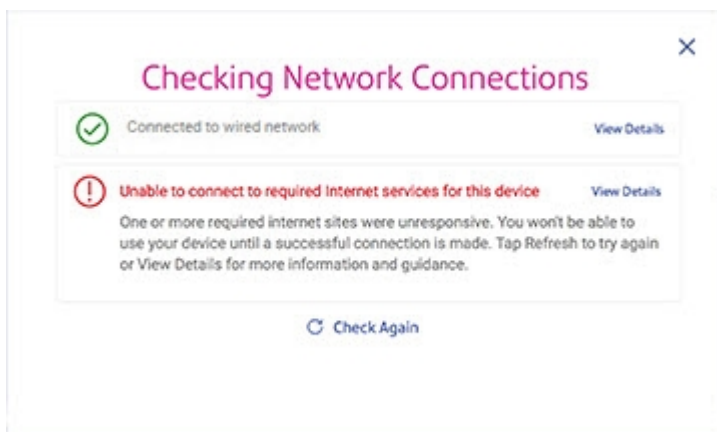 Checking Network Connections
Connected to wired network
View Details
Unable to connect to required Internet services for this device
View Details
One or more required internet sites were unresponsive. You won't be able to
use your device until a successful connection is made. Tap Refresh to try again
or View Details for more information and guidance.
Check Again